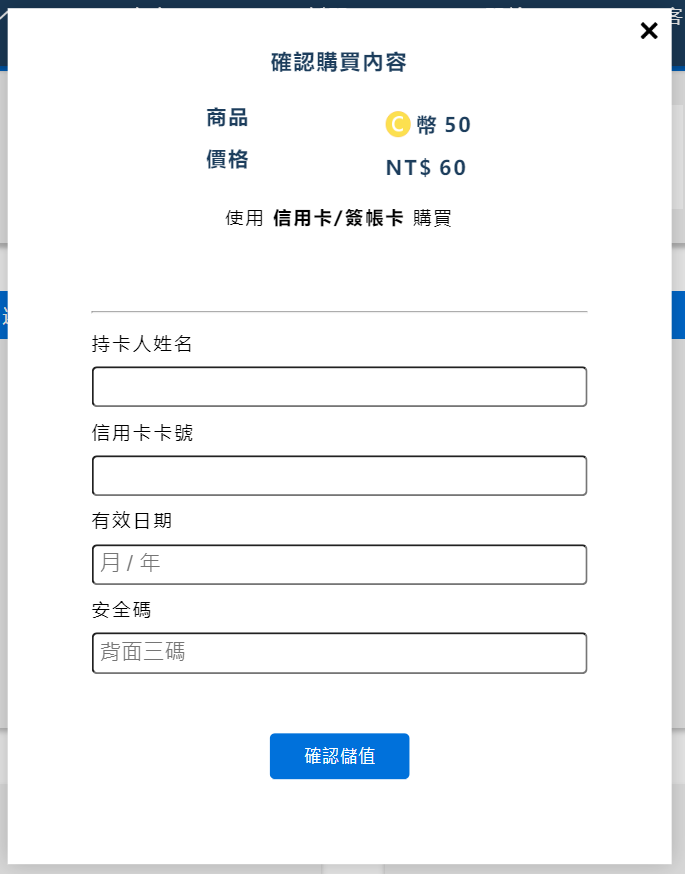 確認購買內容
商品
C 幣 50
價格
NT$ 60
使用 信用卡/簽帳卡 購買
持卡人姓名
信用卡卡號
有效日期
月 / 年
安全碼
背面三碼
確認儲值